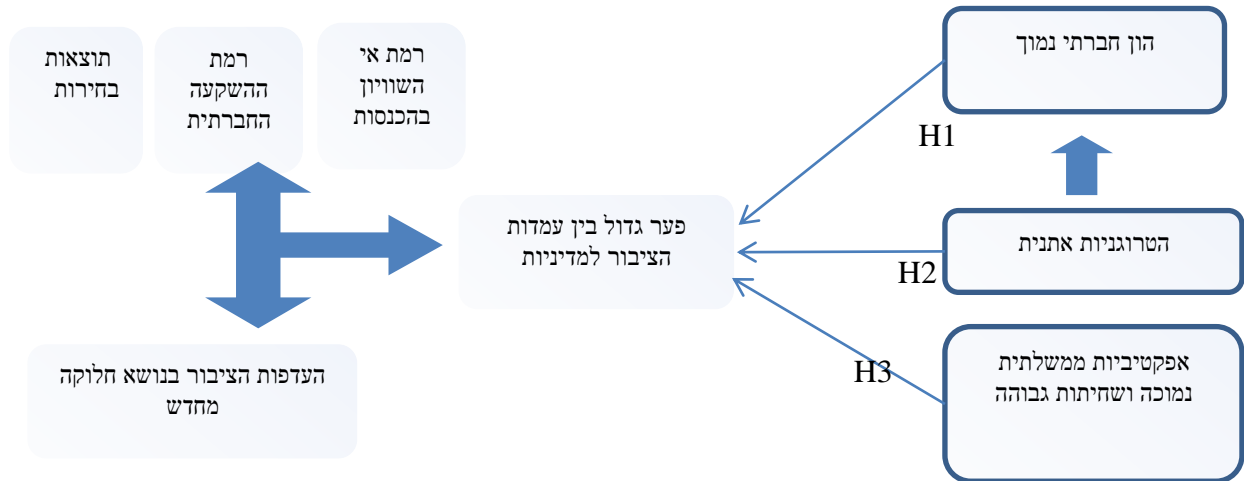 הון חברתי נמוך
H1
הטרוגניות אתנית
H2
אפקטיביות ממשלתית
נמוכה ושחיתות גבוהה
H3
פער גדול בין עמדות
הציבור למדיניות
רמת אי
השוויון
בהכנסות
רמת
ההשקעה
החברתית
תוצאות
בחירות
העדפות הציבור בנושא חלוקה
מחדש